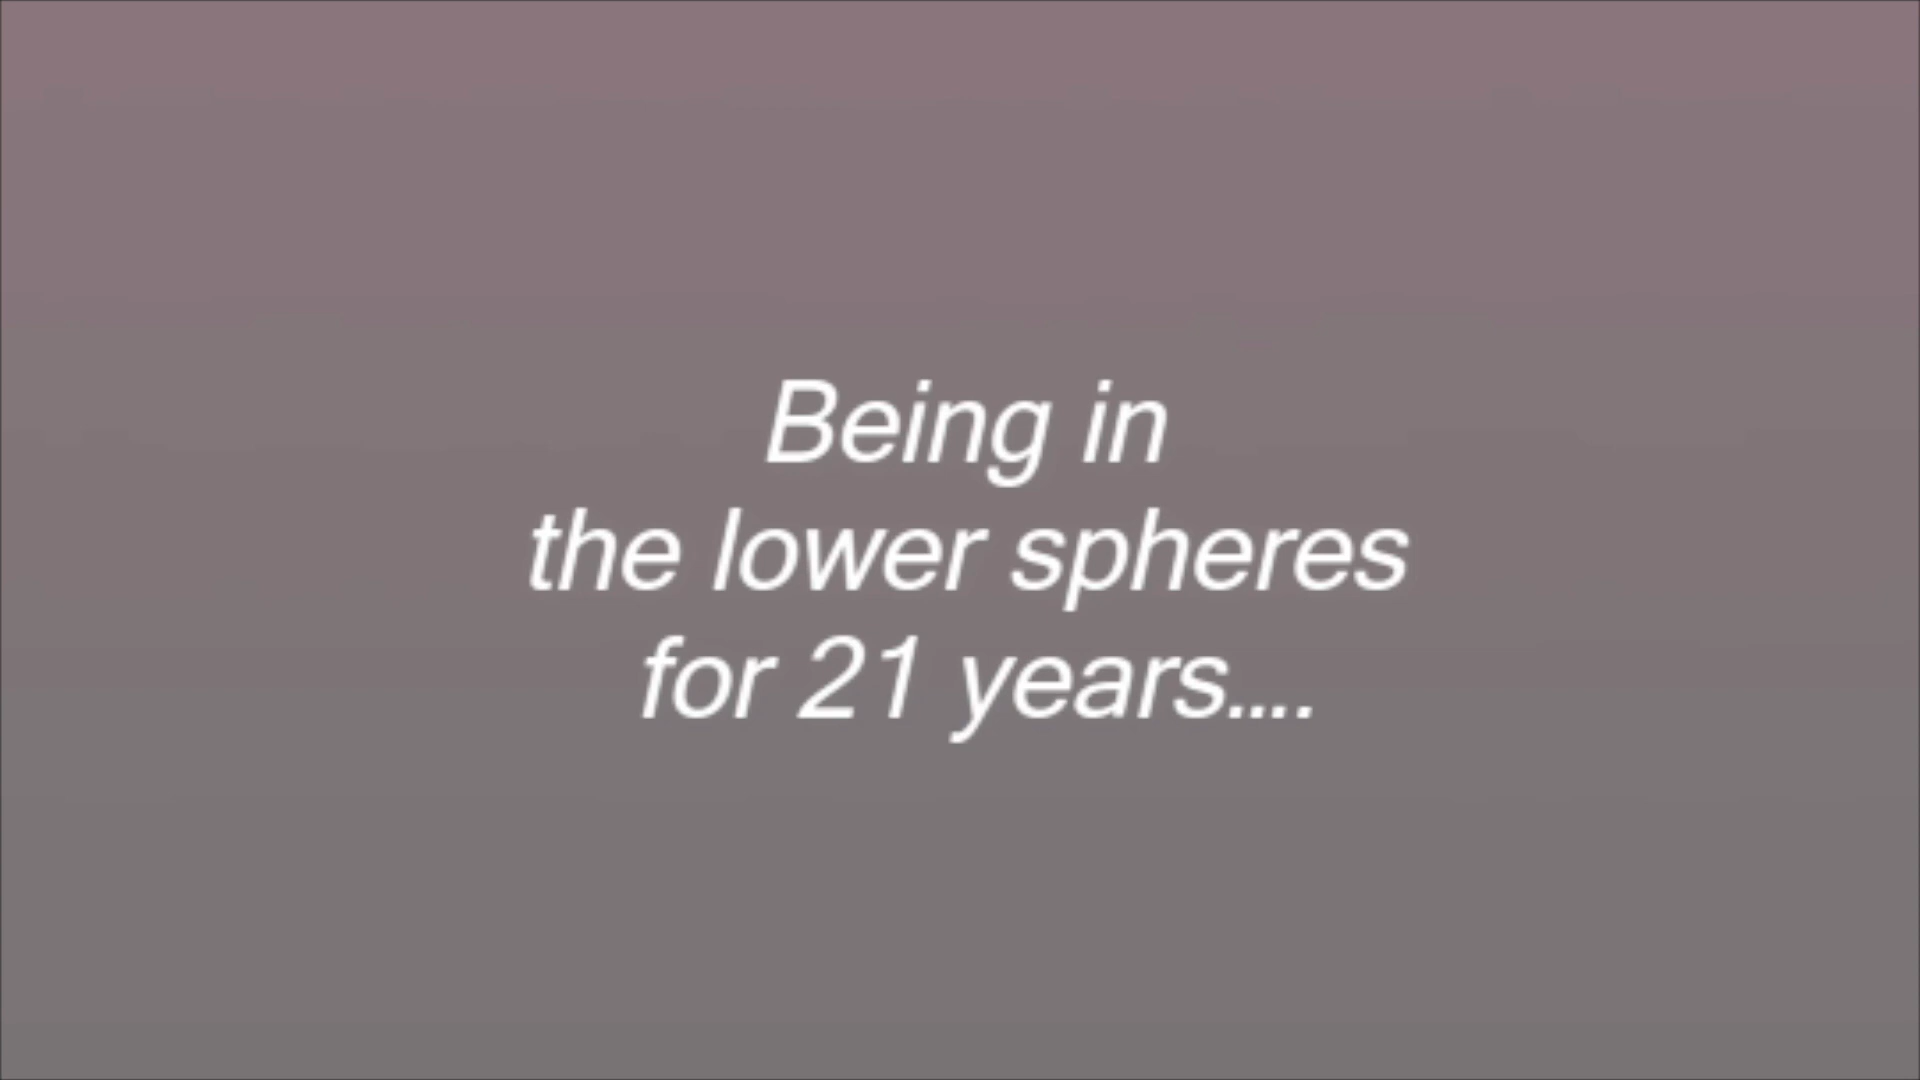 Being in
the lower spheres
for 21 years....